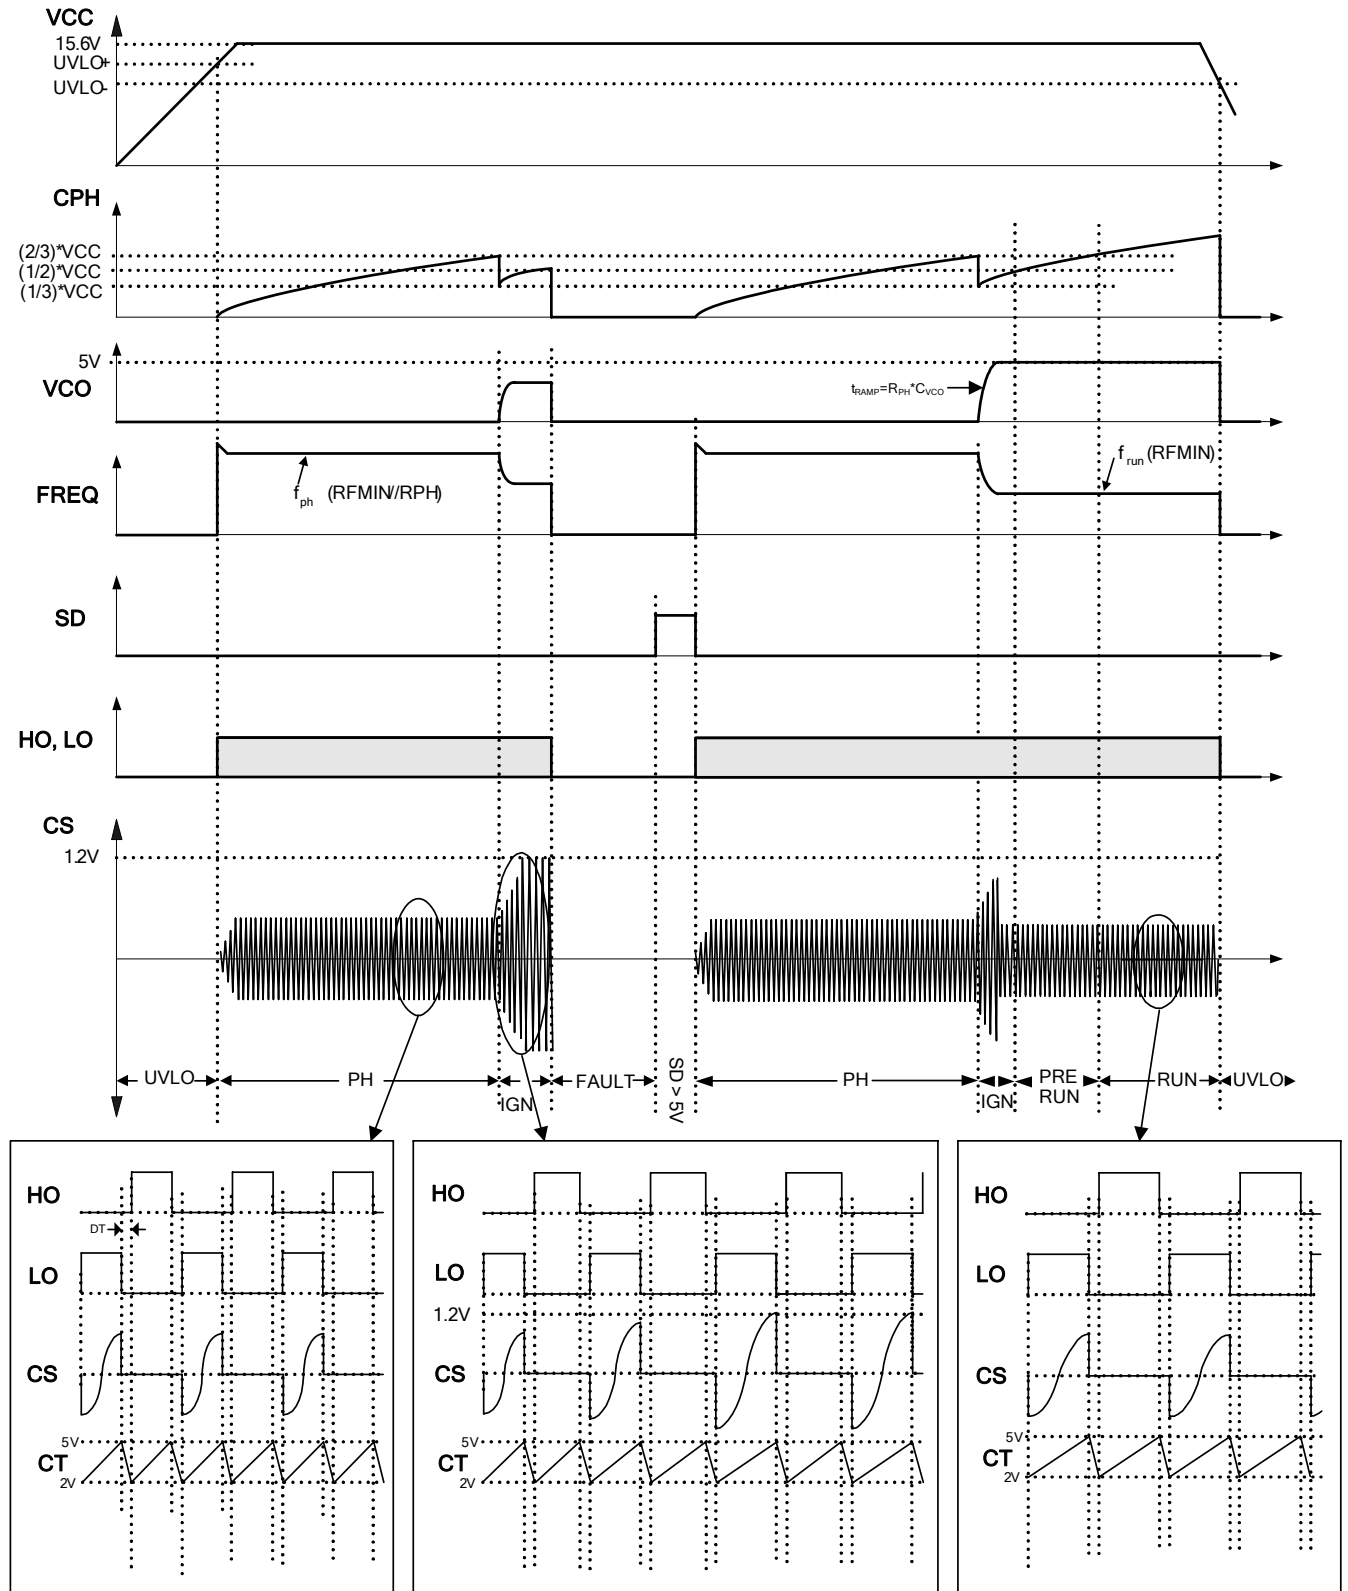 VCC
15.6V
UVLO+
UVLO-
CPH
(2/3)*VCC
(1/2)*VCC
(1/3)*VCC
5V
VCO
tRAMP=RPH*CVCO
FREQ
fph (RFMIN//RPH)
frun (RFMIN)
SD
HO, LO
CS
1.2V
UVLO
PH
IGN
FAULT
SD > 5V
PH
IGN
PRE
RUN
RUN
UVLO
HO
DT
LO
CS
5V
CT
2V
HO
LO
1.2V
CS
5V
CT
2V
HO
LO
CS
5V
CT
2V